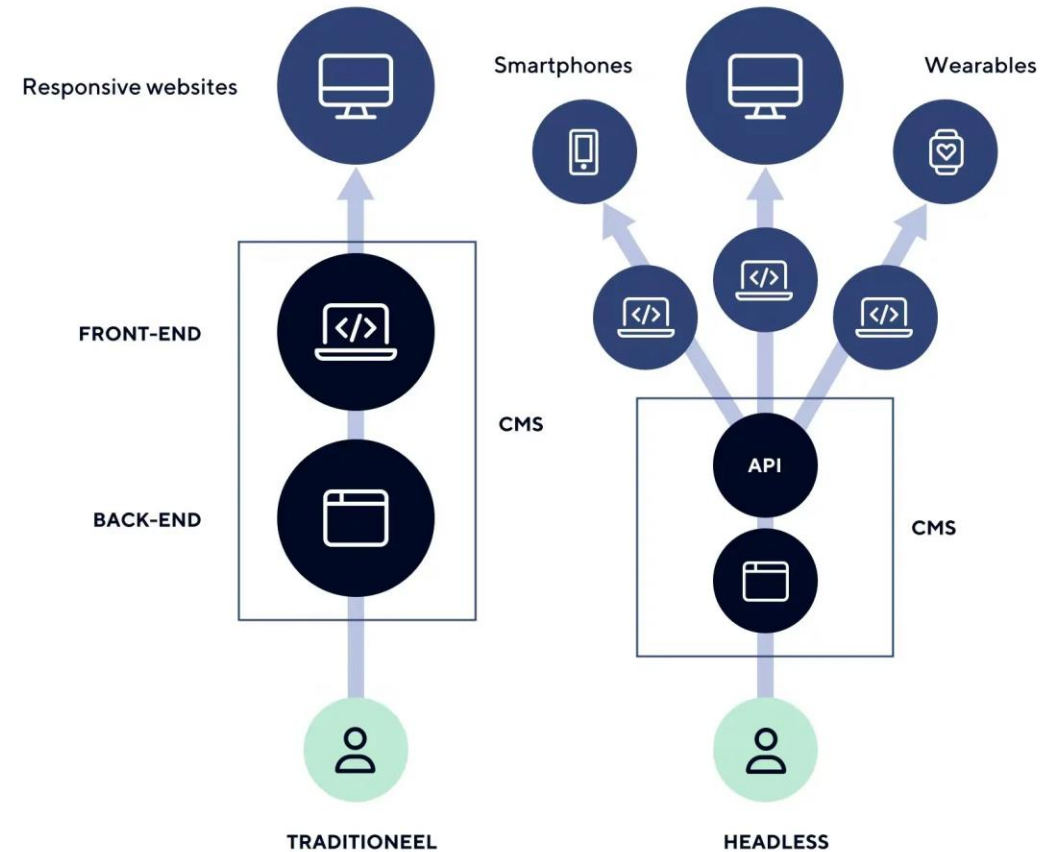 Responsive websites
Smartphones
Wearables
</>
</>
</>
</>
FRONT-END
CMS
API
BACK-END
CMS
TRADITIONEEL
HEADLESS